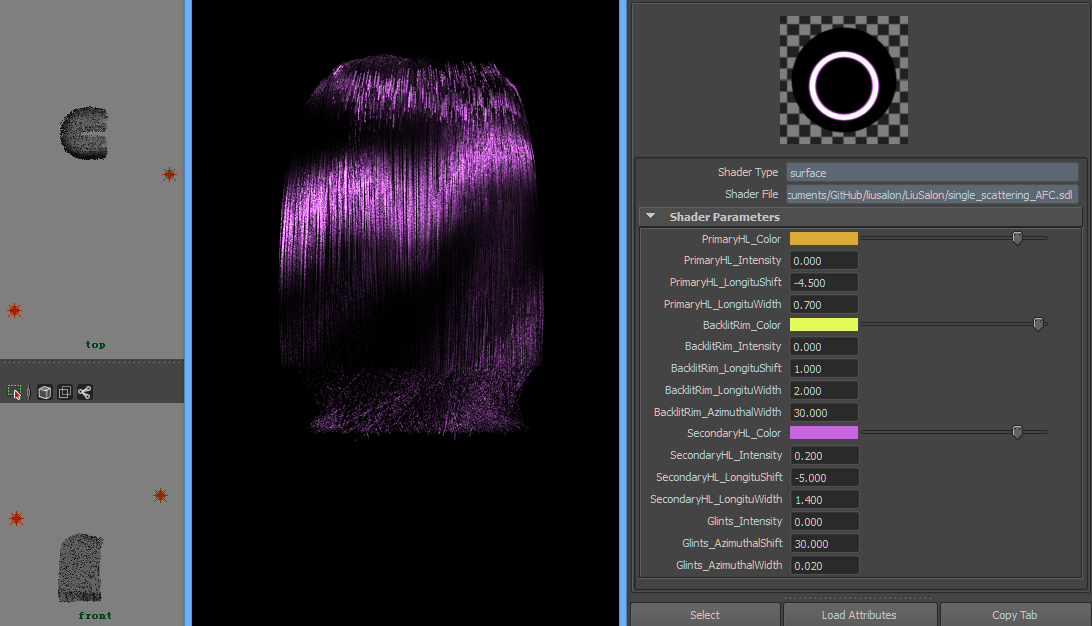 top
front
Shader Type surface
Shader File cuments/GitHub/liusalon/LiuSalon/single_scattering_AFC.sdl
Shader Parameters
PrimaryHL_Color
PrimaryHL_Intensity 0.000
PrimaryHL_LongituShift -4.500
PrimaryHL_LongituWidth 0.700
BacklitRim_Color
BacklitRim_Intensity 0.000
BacklitRim_LongituShift 1.000
BacklitRim_LongituWidth 2.000
BacklitRim_AzimuthalWidth 30.000
SecondaryHL_Color
SecondaryHL_Intensity 0.200
SecondaryHL_LongituShift -5.000
SecondaryHL_LongituWidth 1.400
Glints_Intensity 0.000
Glints_AzimuthalShift 30.000
Glints_AzimuthalWidth 0.020
Select Load Attributes Copy Tab